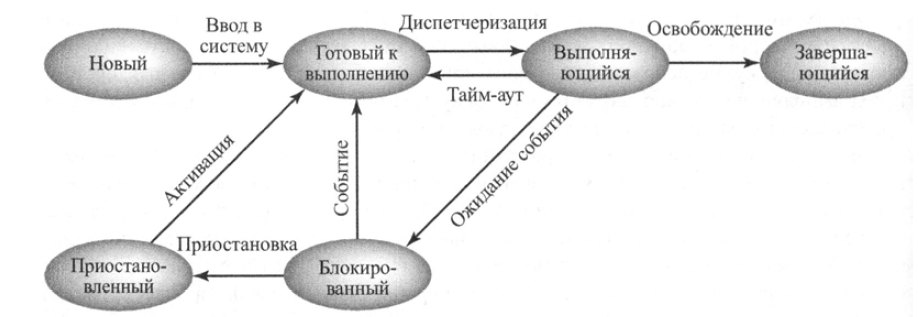 Новый
Ввод в
систему
Готовый к
выполнению
Диспетчеризация
Тайм-аут
Выполня-
ющийся
Освобождение
Заверша-
ющийся
Активация
Событие
Ожидание события
Приостано-
вленный
Приостановка
Блокиро-
ванный